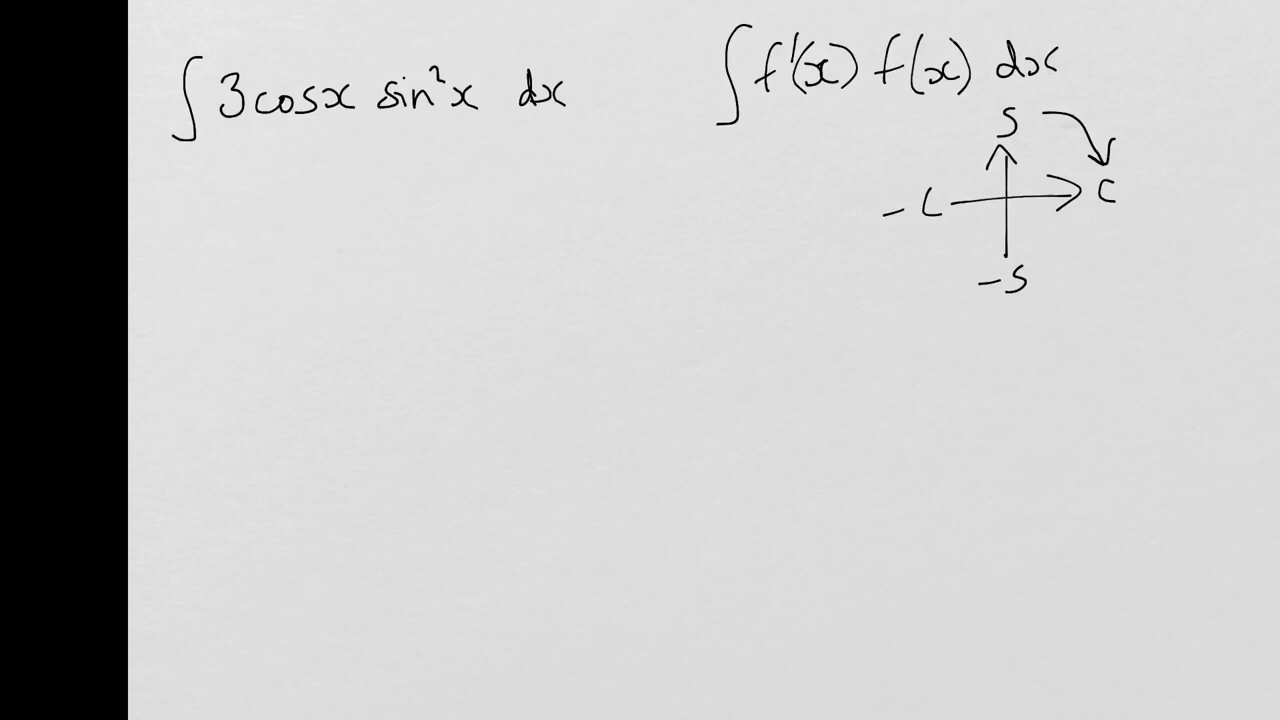 ∫ 3cosx sin²x dx
∫ f'(x) f(x) dx
S
- C C
-S